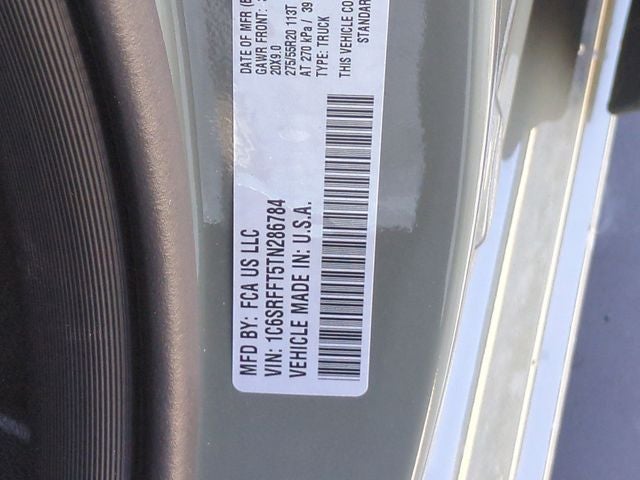 MFD BY: FCA US LLC
VIN: 1C6SRFFT5TN286784
VEHICLE MADE IN: U.S.A.
DATE OF MFR
GAWR FRONT:
20X9.0
275/55R20 113T
AT 270 kPa / 39
TYPE: TRUCK
THIS VEHICLE CO
STANDAR